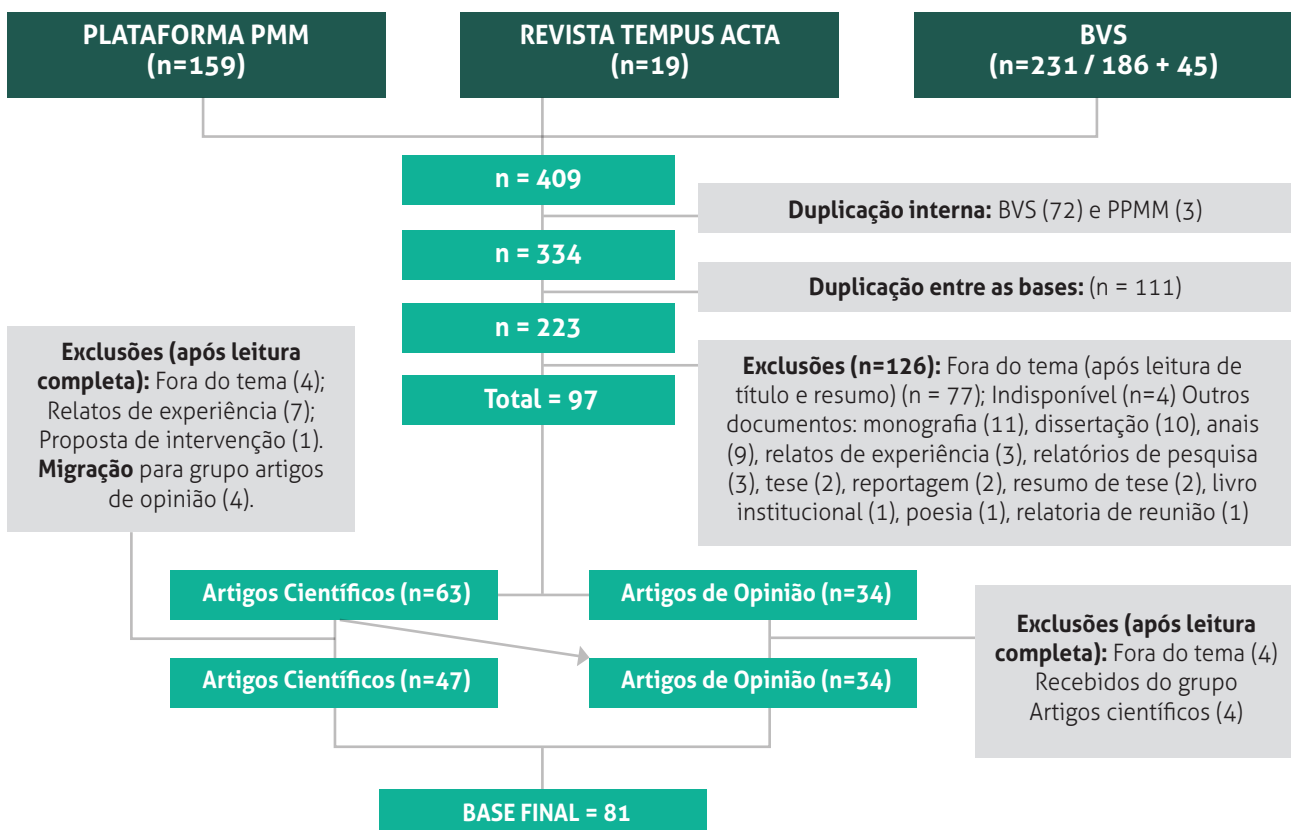 PLATAFORMA PMM
(n=159)
REVISTA TEMPUS ACTA
(n=19)
BVS
(n=231 / 186 + 45)
n = 409
Duplicação interna: BVS (72) e PPMM (3)
n = 334
Duplicação entre as bases: (n = 111)
n = 223
Exclusões (n=126): Fora do tema (após leitura de
título e resumo) (n = 77); Indisponível (n=4) Outros
documentos: monografia (11), dissertação (10), anais
(9), relatos de experiência (3), relatórios de pesquisa
(3), tese (2), reportagem (2), resumo de tese (2), livro
institucional (1), poesia (1), relatoria de reunião (1)
Total = 97
Exclusões (após leitura
completa): Fora do tema (4);
Relatos de experiência (7);
Proposta de intervenção (1).
Migração para grupo artigos
de opinião (4).
Artigos Científicos (n=63)
Artigos de Opinião (n=34)
Exclusões (após leitura
completa): Fora do tema (4)
Recebidos do grupo
Artigos científicos (4)
Artigos Científicos (n=47)
Artigos de Opinião (n=34)
BASE FINAL = 81